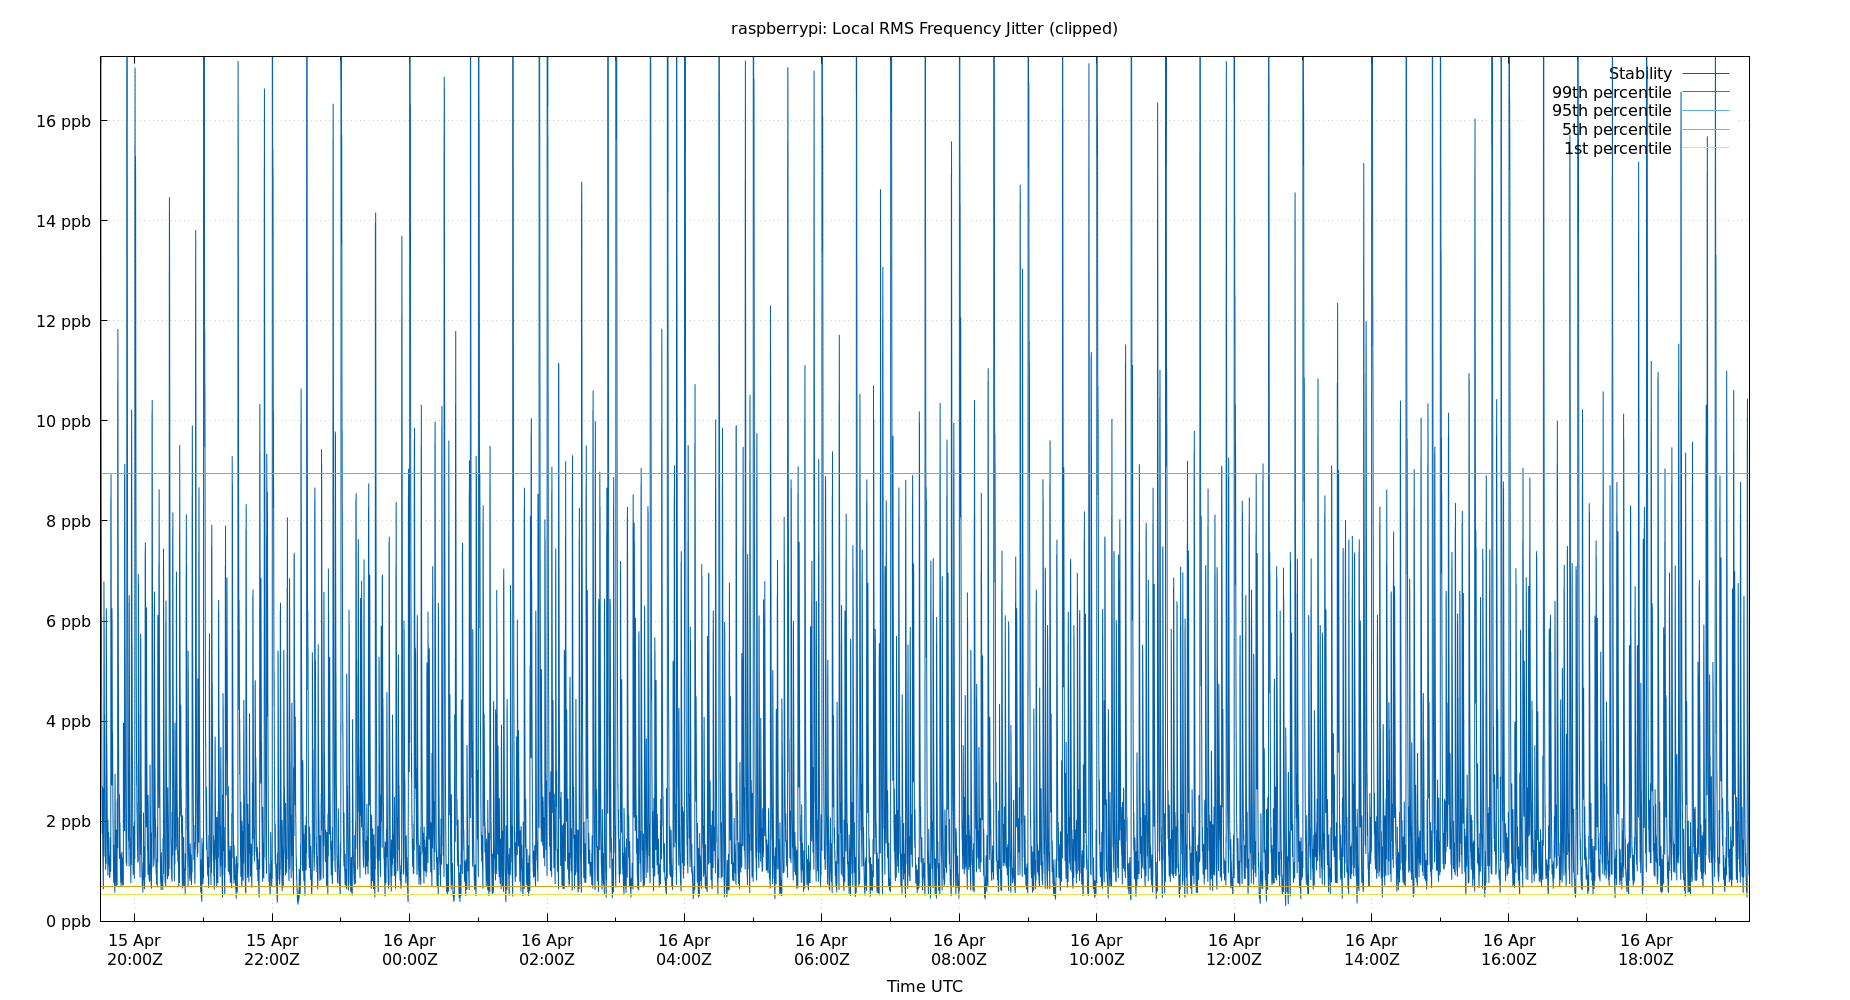 raspberrypi: Local RMS Frequency Jitter (clipped)
Stability
99th percentile
95th percentile
5th percentile
1st percentile
16 ppb
14 ppb
12 ppb
10 ppb
8 ppb
6 ppb
4 ppb
2 ppb
0 ppb
15 Apr 15 Apr 16 Apr 16 Apr 16 Apr 16 Apr 16 Apr 16 Apr 16 Apr 16 Apr 16 Apr 16 Apr
20:00Z 22:00Z 00:00Z 02:00Z 04:00Z 06:00Z 08:00Z 10:00Z 12:00Z 14:00Z 16:00Z 18:00Z
Time UTC